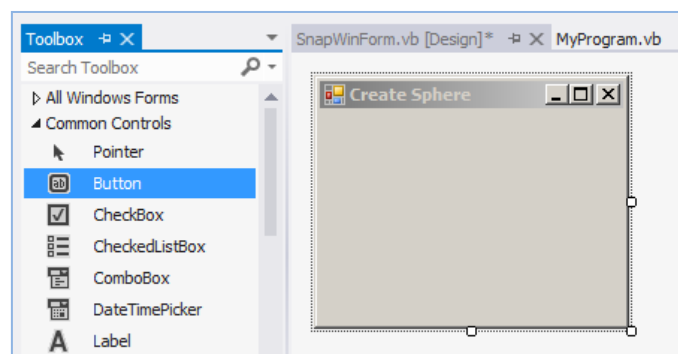 Toolbox
Search Toolbox
All Windows Forms
Common Controls
Pointer
ab Button
CheckBox
CheckedListBox
ComboBox
DateTimePicker
A Label
SnapWinForm.vb [Design]* MyProgram.vb
Create Sphere